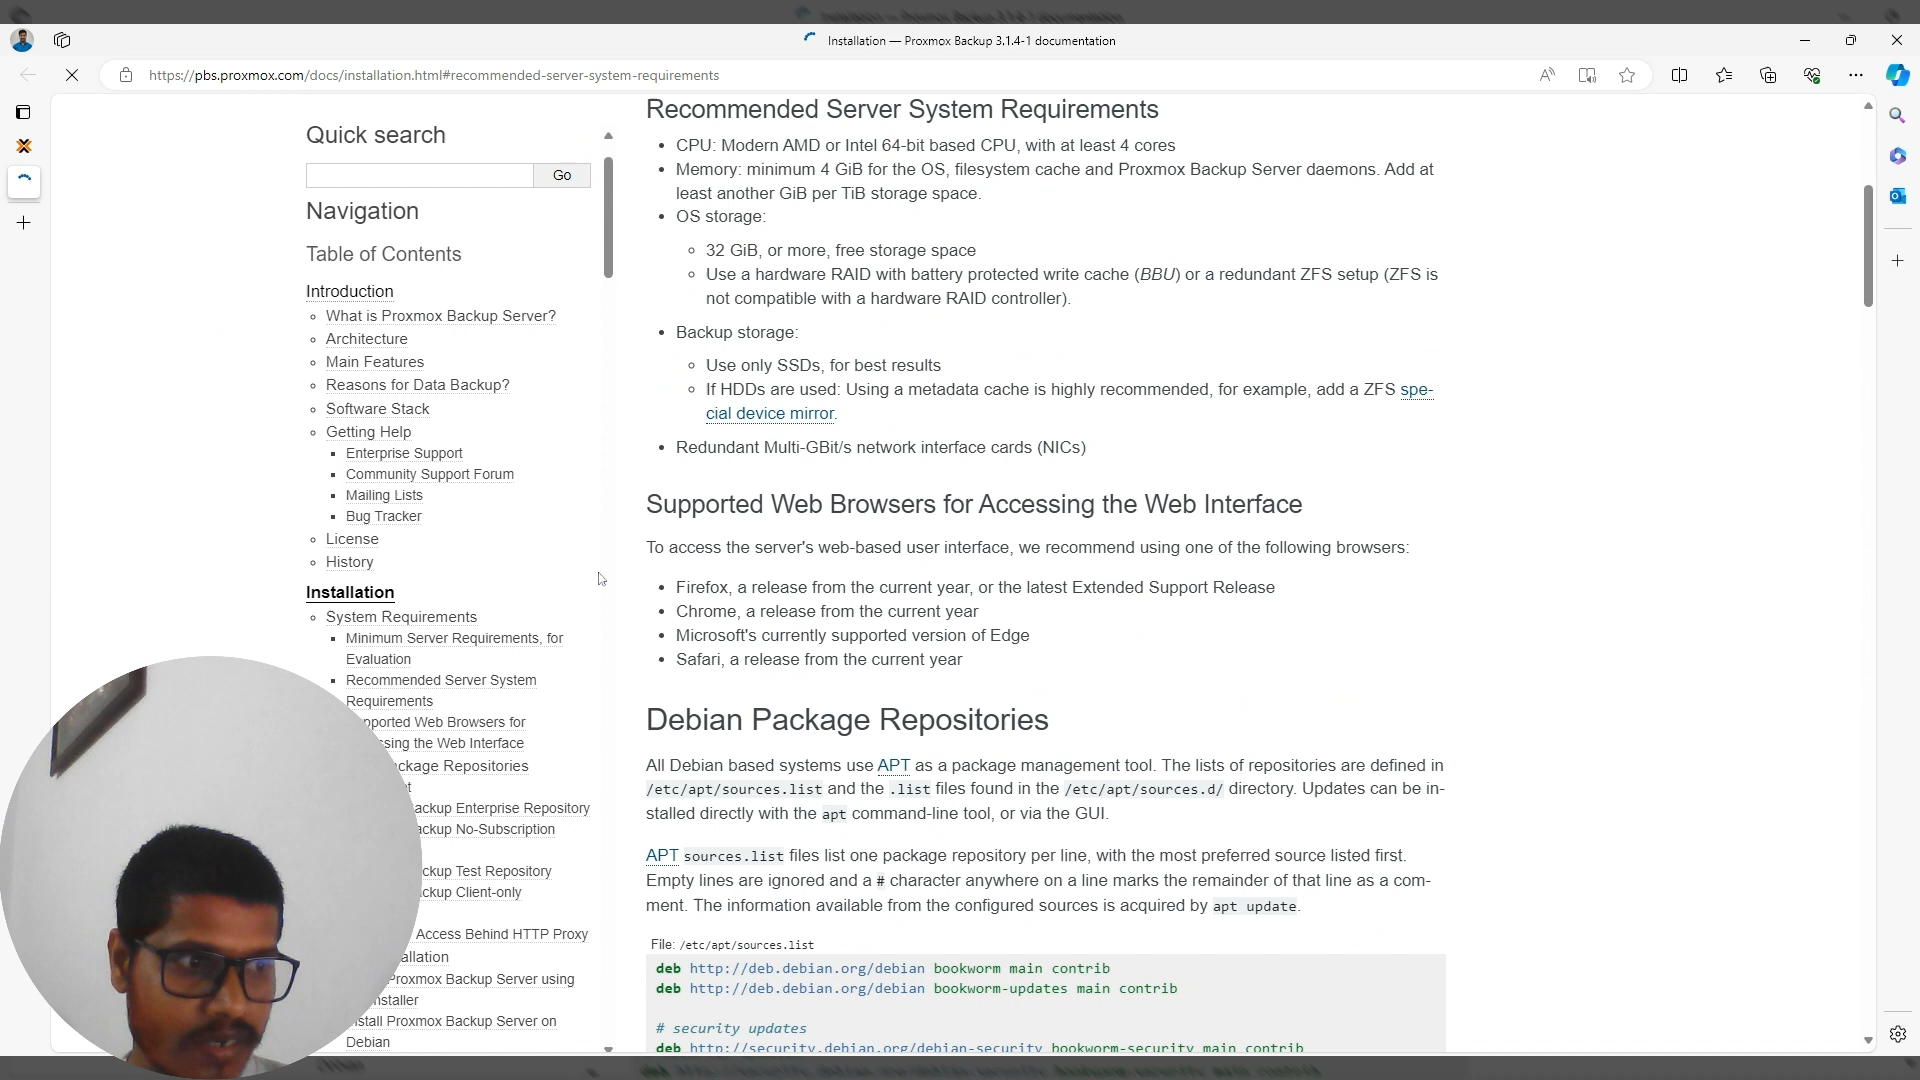 Installation — Proxmox Backup 3.1.4-1 documentation
https://pbs.proxmox.com/docs/installation.html#recommended-server-system-requirements
Quick search
Go
Navigation
Table of Contents
Introduction
What is Proxmox Backup Server?
Architecture
Main Features
Reasons for Data Backup?
Software Stack
Getting Help
Enterprise Support
Community Support Forum
Mailing Lists
Bug Tracker
License
History
Installation
System Requirements
Minimum Server Requirements, for
Evaluation
Recommended Server System
Requirements
pported Web Browsers for
ssing the Web Interface
ckage Repositories
t
ackup Enterprise Repository
ackup No-Subscription
ckup Test Repository
ckup Client-only
Access Behind HTTP Proxy
allation
Proxmox Backup Server using
nstaller
nstall Proxmox Backup Server on
Debian
Recommended Server System Requirements
• CPU: Modern AMD or Intel 64-bit based CPU, with at least 4 cores
• Memory: minimum 4 GiB for the OS, filesystem cache and Proxmox Backup Server daemons. Add at
least another GiB per TiB storage space.
• OS storage:
32 GiB, or more, free storage space
Use a hardware RAID with battery protected write cache (BBU) or a redundant ZFS setup (ZFS is
not compatible with a hardware RAID controller).
• Backup storage:
Use only SSDs, for best results
If HDDs are used: Using a metadata cache is highly recommended, for example, add a ZFS spe-
cial device mirror.
• Redundant Multi-GBit/s network interface cards (NICs)
Supported Web Browsers for Accessing the Web Interface
To access the server's web-based user interface, we recommend using one of the following browsers:
• Firefox, a release from the current year, or the latest Extended Support Release
• Chrome, a release from the current year
• Microsoft's currently supported version of Edge
• Safari, a release from the current year
Debian Package Repositories
All Debian based systems use APT as a package management tool. The lists of repositories are defined in
/etc/apt/sources.list and the .list files found in the /etc/apt/sources.d/ directory. Updates can be in-
stalled directly with the apt command-line tool, or via the GUI.
APT sources.list files list one package repository per line, with the most preferred source listed first.
Empty lines are ignored and a # character anywhere on a line marks the remainder of that line as a com-
ment. The information available from the configured sources is acquired by apt update.
File: /etc/apt/sources.list
deb http://deb.debian.org/debian bookworm main contrib
deb http://deb.debian.org/debian bookworm-updates main contrib
# security updates
deb http://security.debian.org/debian-security bookworm-security main contrib